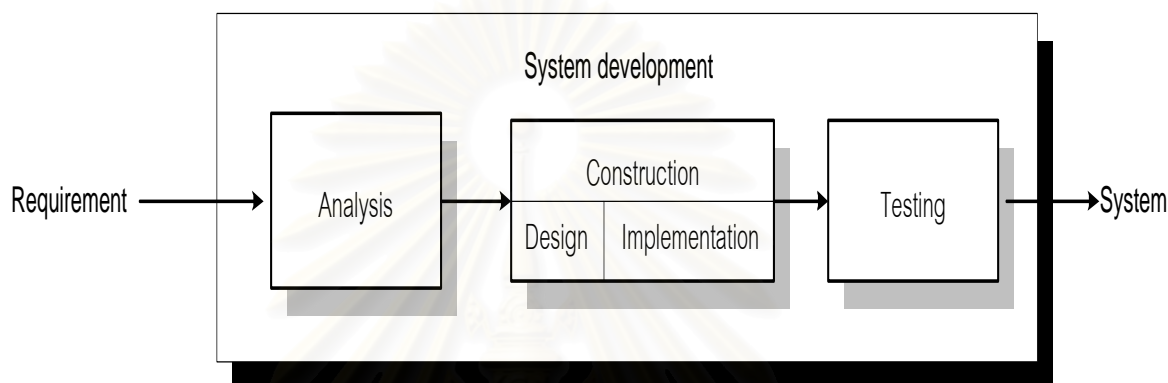 System development
Requirement
Analysis
Construction
Design
Implementation
Testing
System